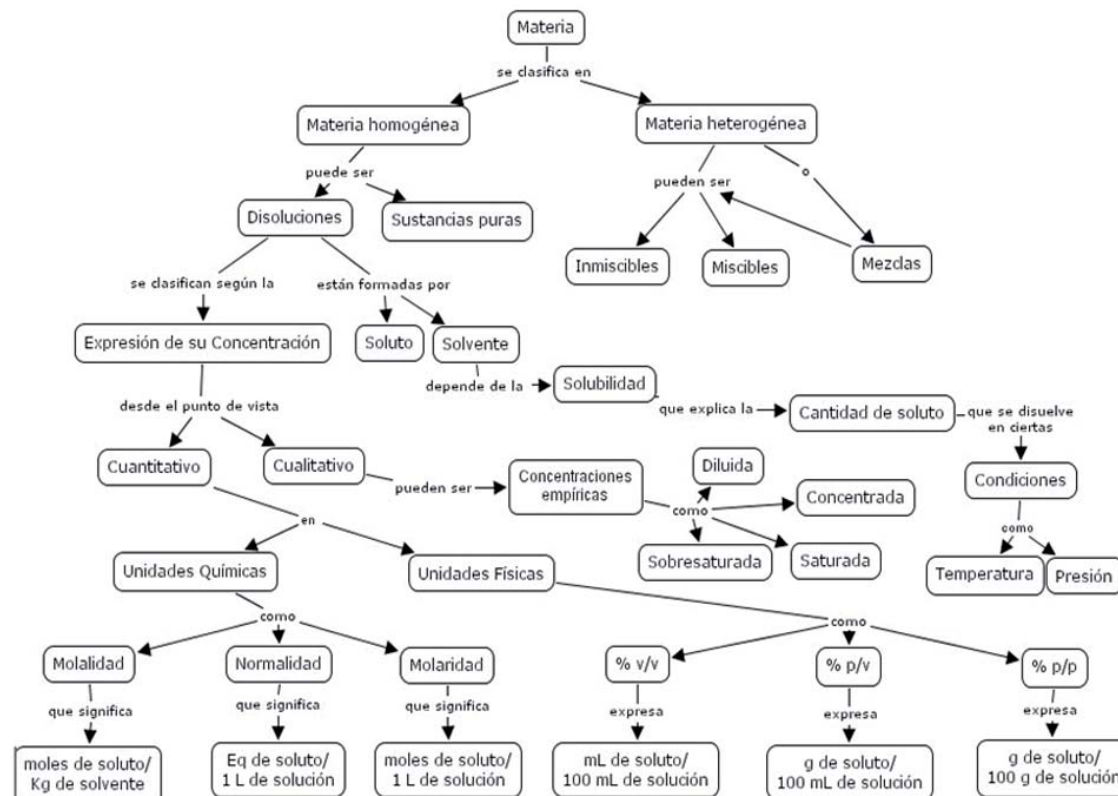 Materia
se clasifica en
Materia homogénea
Materia heterogénea
puede ser
pueden ser
o
Disoluciones
Sustancias puras
Inmiscibles
Miscibles
Mezclas
se clasifican según la
están formadas por
Expresión de su Concentración
Soluto
Solvente
depende de la
Solubilidad
que explica la
Cantidad de soluto
que se disuelve
en ciertas
desde el punto de vista
Cuantitativo
Cualitativo
pueden ser
Concentraciones
empíricas
como
Diluida
Concentrada
Sobresaturada
Saturada
Condiciones
como
Temperatura
Presión
en
Unidades Químicas
Unidades Físicas
como
como
Molalidad
Normalidad
Molaridad
% v/v
% p/v
% p/p
que significa
que significa
que significa
expresa
expresa
expresa
moles de soluto/
Kg de solvente
Eq de soluto/
1 L de solución
moles de soluto/
1 L de solución
mL de soluto/
100 mL de solución
g de soluto/
100 mL de solución
g de soluto/
100 g de solución